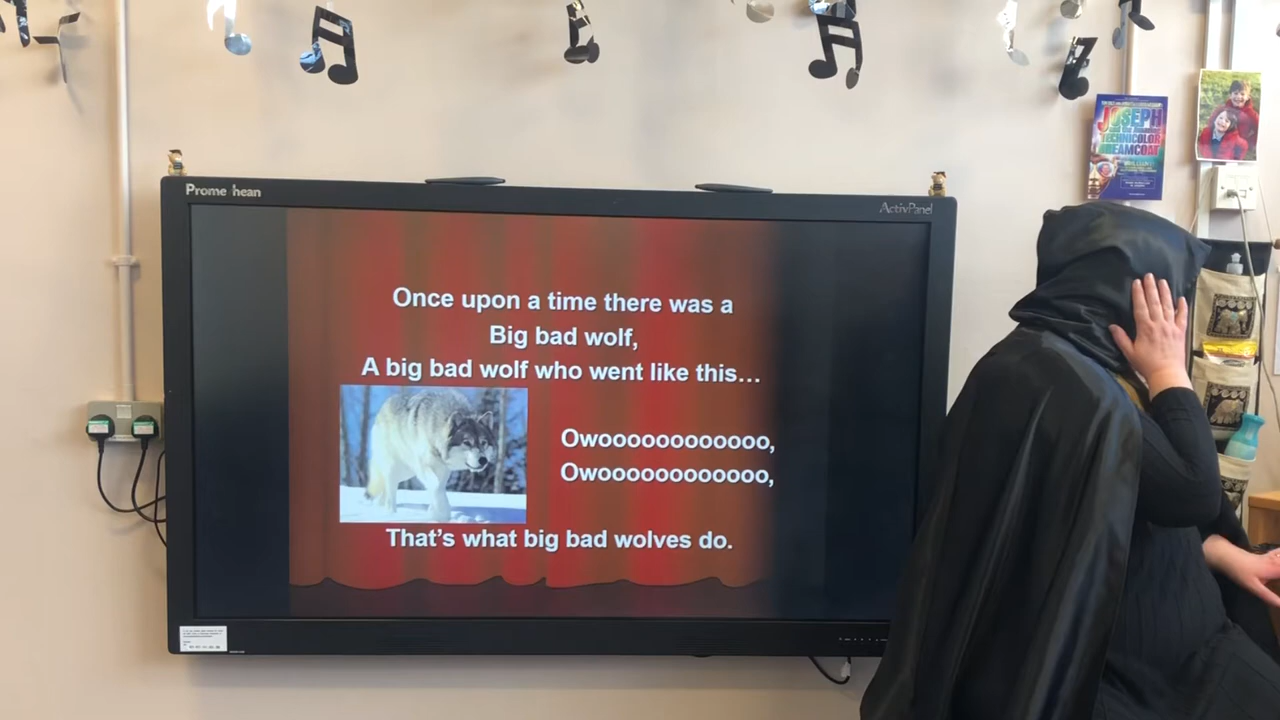 Prome hean
ActivPanel
Once upon a time there was a
Big bad wolf,
A big bad wolf who went like this...
Owoooooooooooo,
Owoooooooooooo,
That's what big bad wolves do.
JOSEPH
TECHNICOLOR
DREAMCOAT